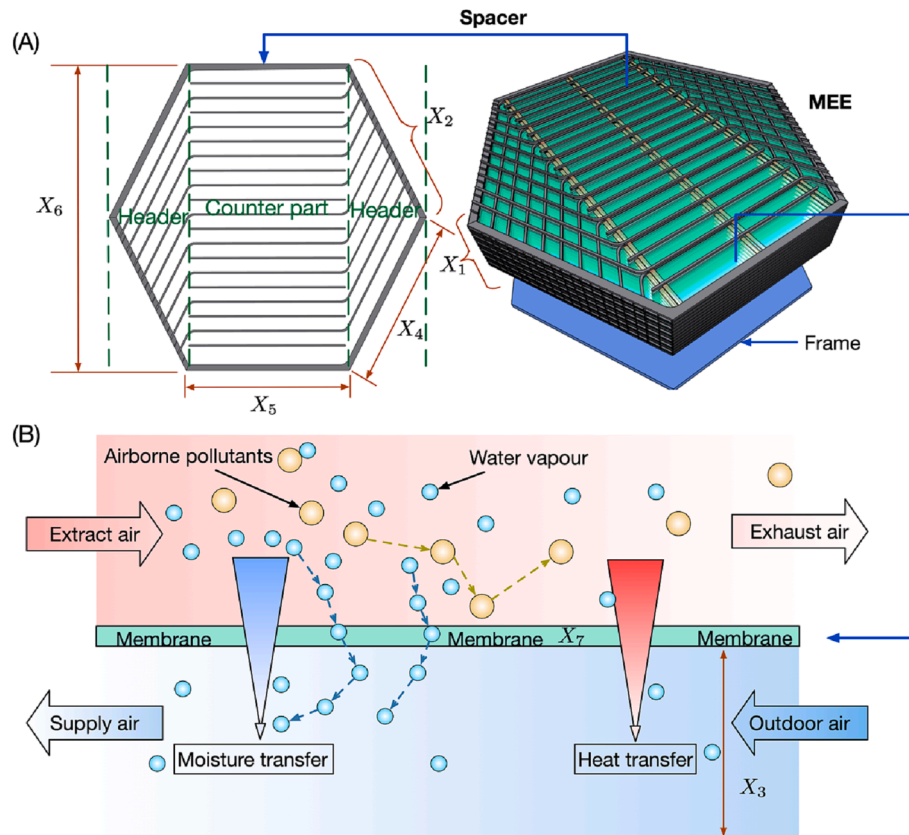 (A)
Spacer
MEE
X₂
X₆
Header
Counter part
Header
X₁
X₄
Frame
X₅
(B)
Airborne pollutants
Water vapour
Extract air
Exhaust air
Membrane
Membrane
X₇
Membrane
Supply air
Outdoor air
Moisture transfer
Heat transfer
X₃